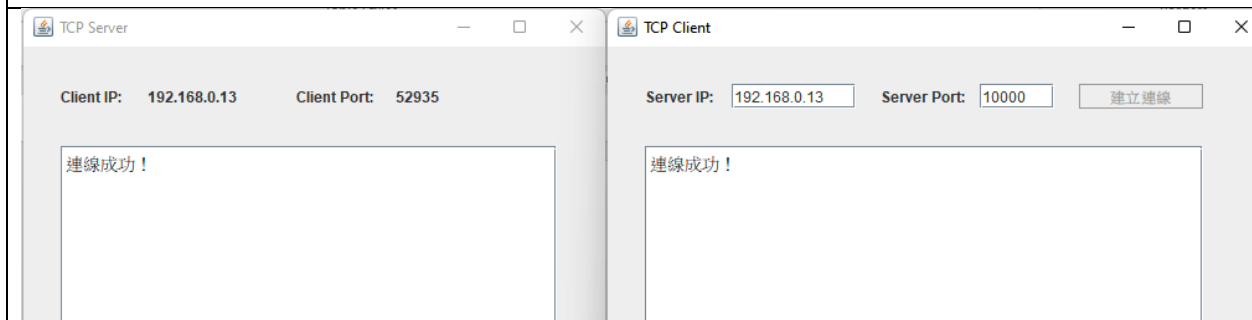 TCP Server
Client IP: 192.168.0.13 Client Port: 52935
連線成功！
TCP Client
Server IP: 192.168.0.13 Server Port: 10000 建立連線
連線成功！